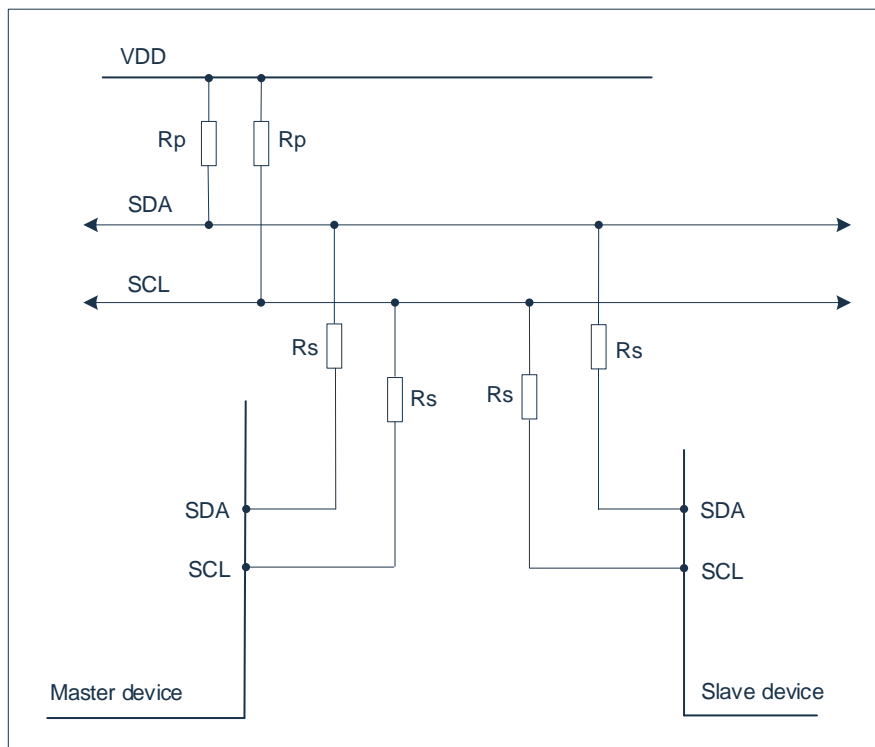 VDD
Rp
Rp
SDA
SCL
Rs
Rs
Rs
Rs
SDA
SCL
SDA
SCL
Master device
Slave device